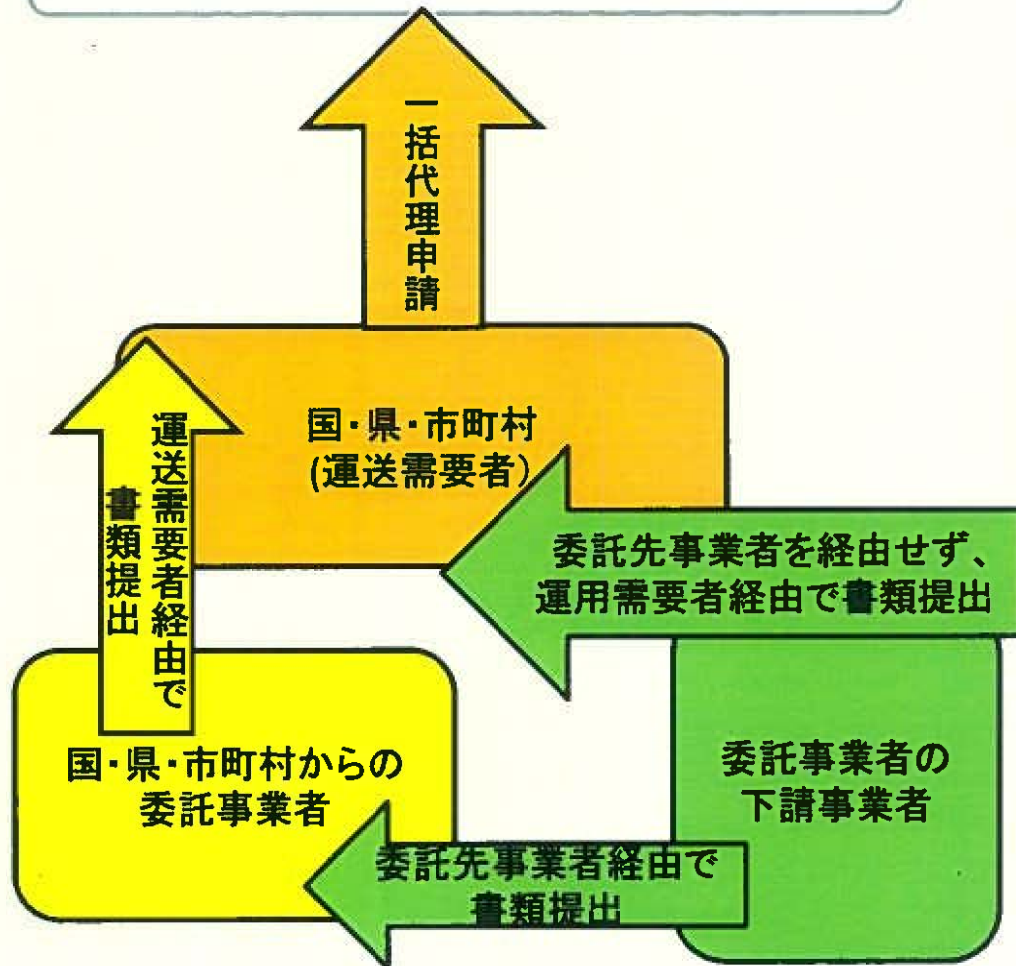 一括代理申請
国・県・市町村
(運送需要者)
運送需要者経由で
書類提出
委託先事業者を経由せず、
運用需要者経由で書類提出
国・県・市町村からの
委託事業者
委託事業者の
下請事業者
委託先事業者経由で
書類提出